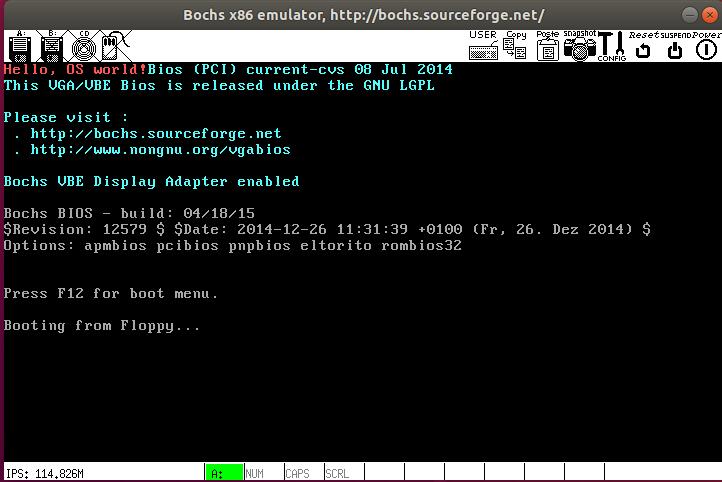 Bochs x86 emulator, http://bochs.sourceforge.net/
A: B: CD USER Copy Paste snapshot CONFIG Reset SUSPEND Power
Hello, OS world!Bios (PCI) current-cvs 08 Jul 2014
This VGA/VBE Bios is released under the GNU LGPL
Please visit :
. http://bochs.sourceforge.net
. http://www.nongnu.org/vgabios
Bochs VBE Display Adapter enabled
Bochs BIOS - build: 04/18/15
$Revision: 12579 $ $Date: 2014-12-26 11:31:39 +0100 (Fr, 26. Dez 2014) $
Options: apmbios pcibios pnpbios eltorito rombios32
Press F12 for boot menu.
Booting from Floppy...
IPS: 114.826M A: NUM CAPS SCRL